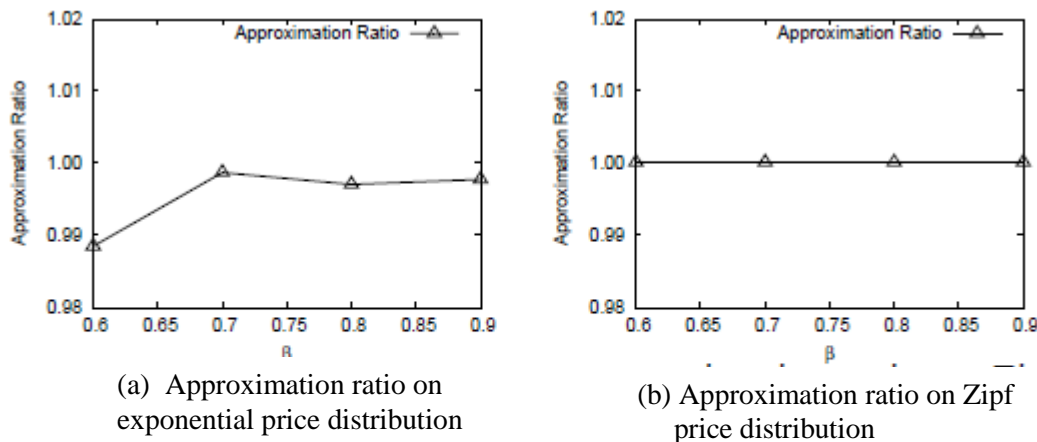 1.02
1.01
1.00
0.99
0.98
Approximation Ratio
Approximation Ratio
0.6 0.65 0.7 0.75 0.8 0.85 0.9
(a) Approximation ratio on
exponential price distribution
1.02
1.01
1.00
0.99
0.98
Approximation Ratio
Approximation Ratio
0.6 0.65 0.7 0.75 0.8 0.85 0.9
β
(b) Approximation ratio on Zipf
price distribution